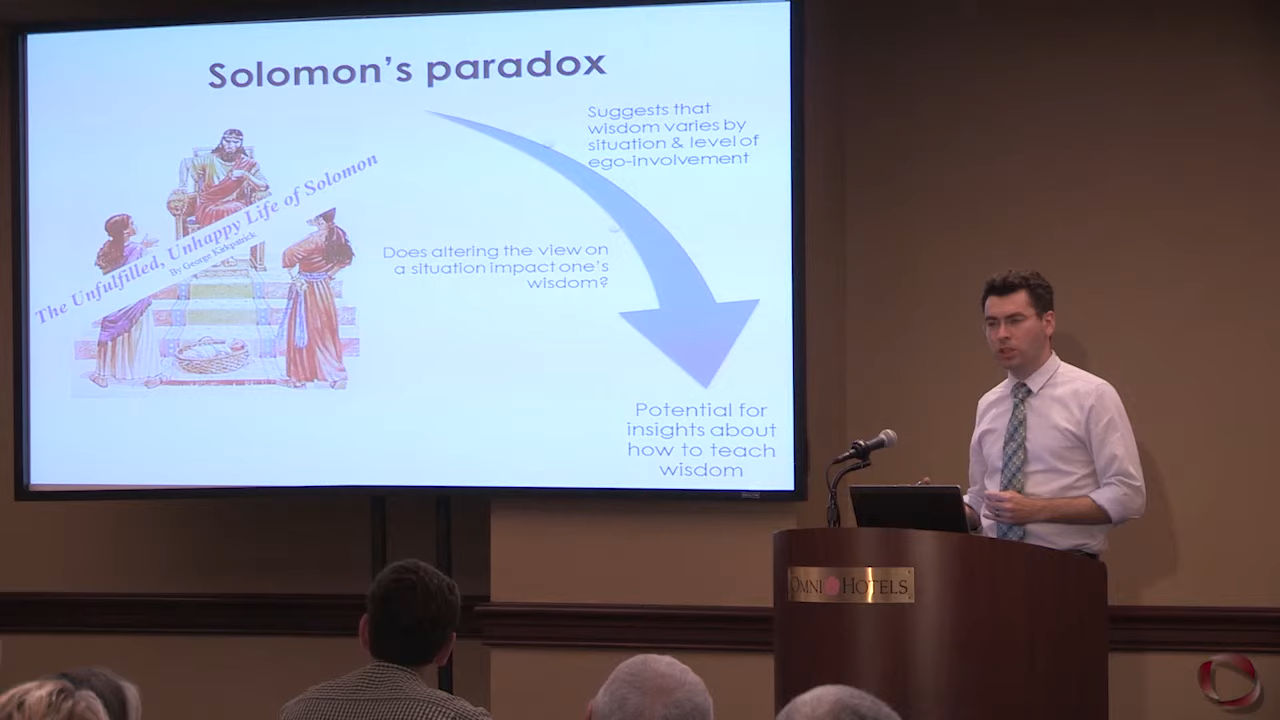 Solomon's paradox
The Unfulfilled, Unhappy Life of Solomon
By George Kirkpatrick
Suggests that
wisdom varies by
situation & level of
ego-involvement
Does altering the view on
a situation impact one's
wisdom?
Potential for
insights about
how to teach
wisdom
OMNI HOTELS